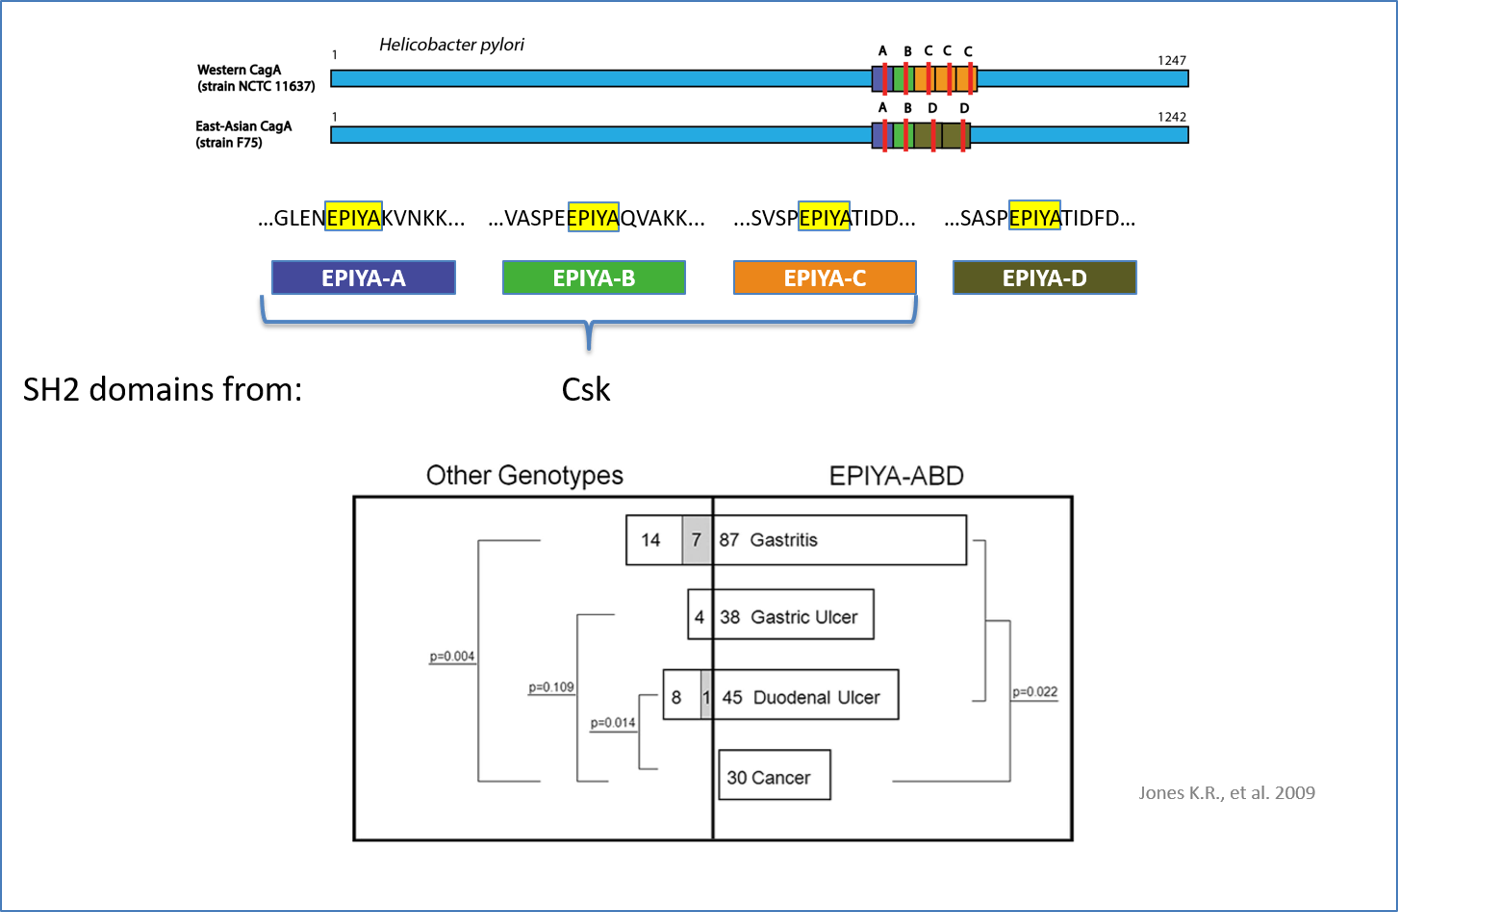 Helicobacter pylori
1
A B C C C
1247
Western CagA
(strain NCTC 11637)
1
A B D D
1242
East-Asian CagA
(strain F75)
...GLENEPIYAKVNKK... ...VASPEEPIYAQVAKK... ...SVSPEPIYATIDD... ...SASPEPIYATIDFD...
EPIYA-A EPIYA-B EPIYA-C EPIYA-D
SH2 domains from: Csk
Other Genotypes EPIYA-ABD
14 7 87 Gastritis
4 38 Gastric Ulcer
p=0.004
p=0.109
p=0.022
8 1 45 Duodenal Ulcer
p=0.014
30 Cancer
Jones K.R., et al. 2009